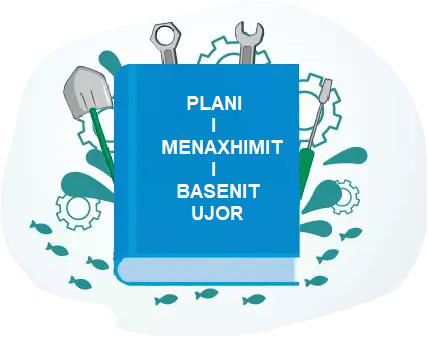 PLANI
I
MENAXHIMIT
I
BASENIT
UJOR